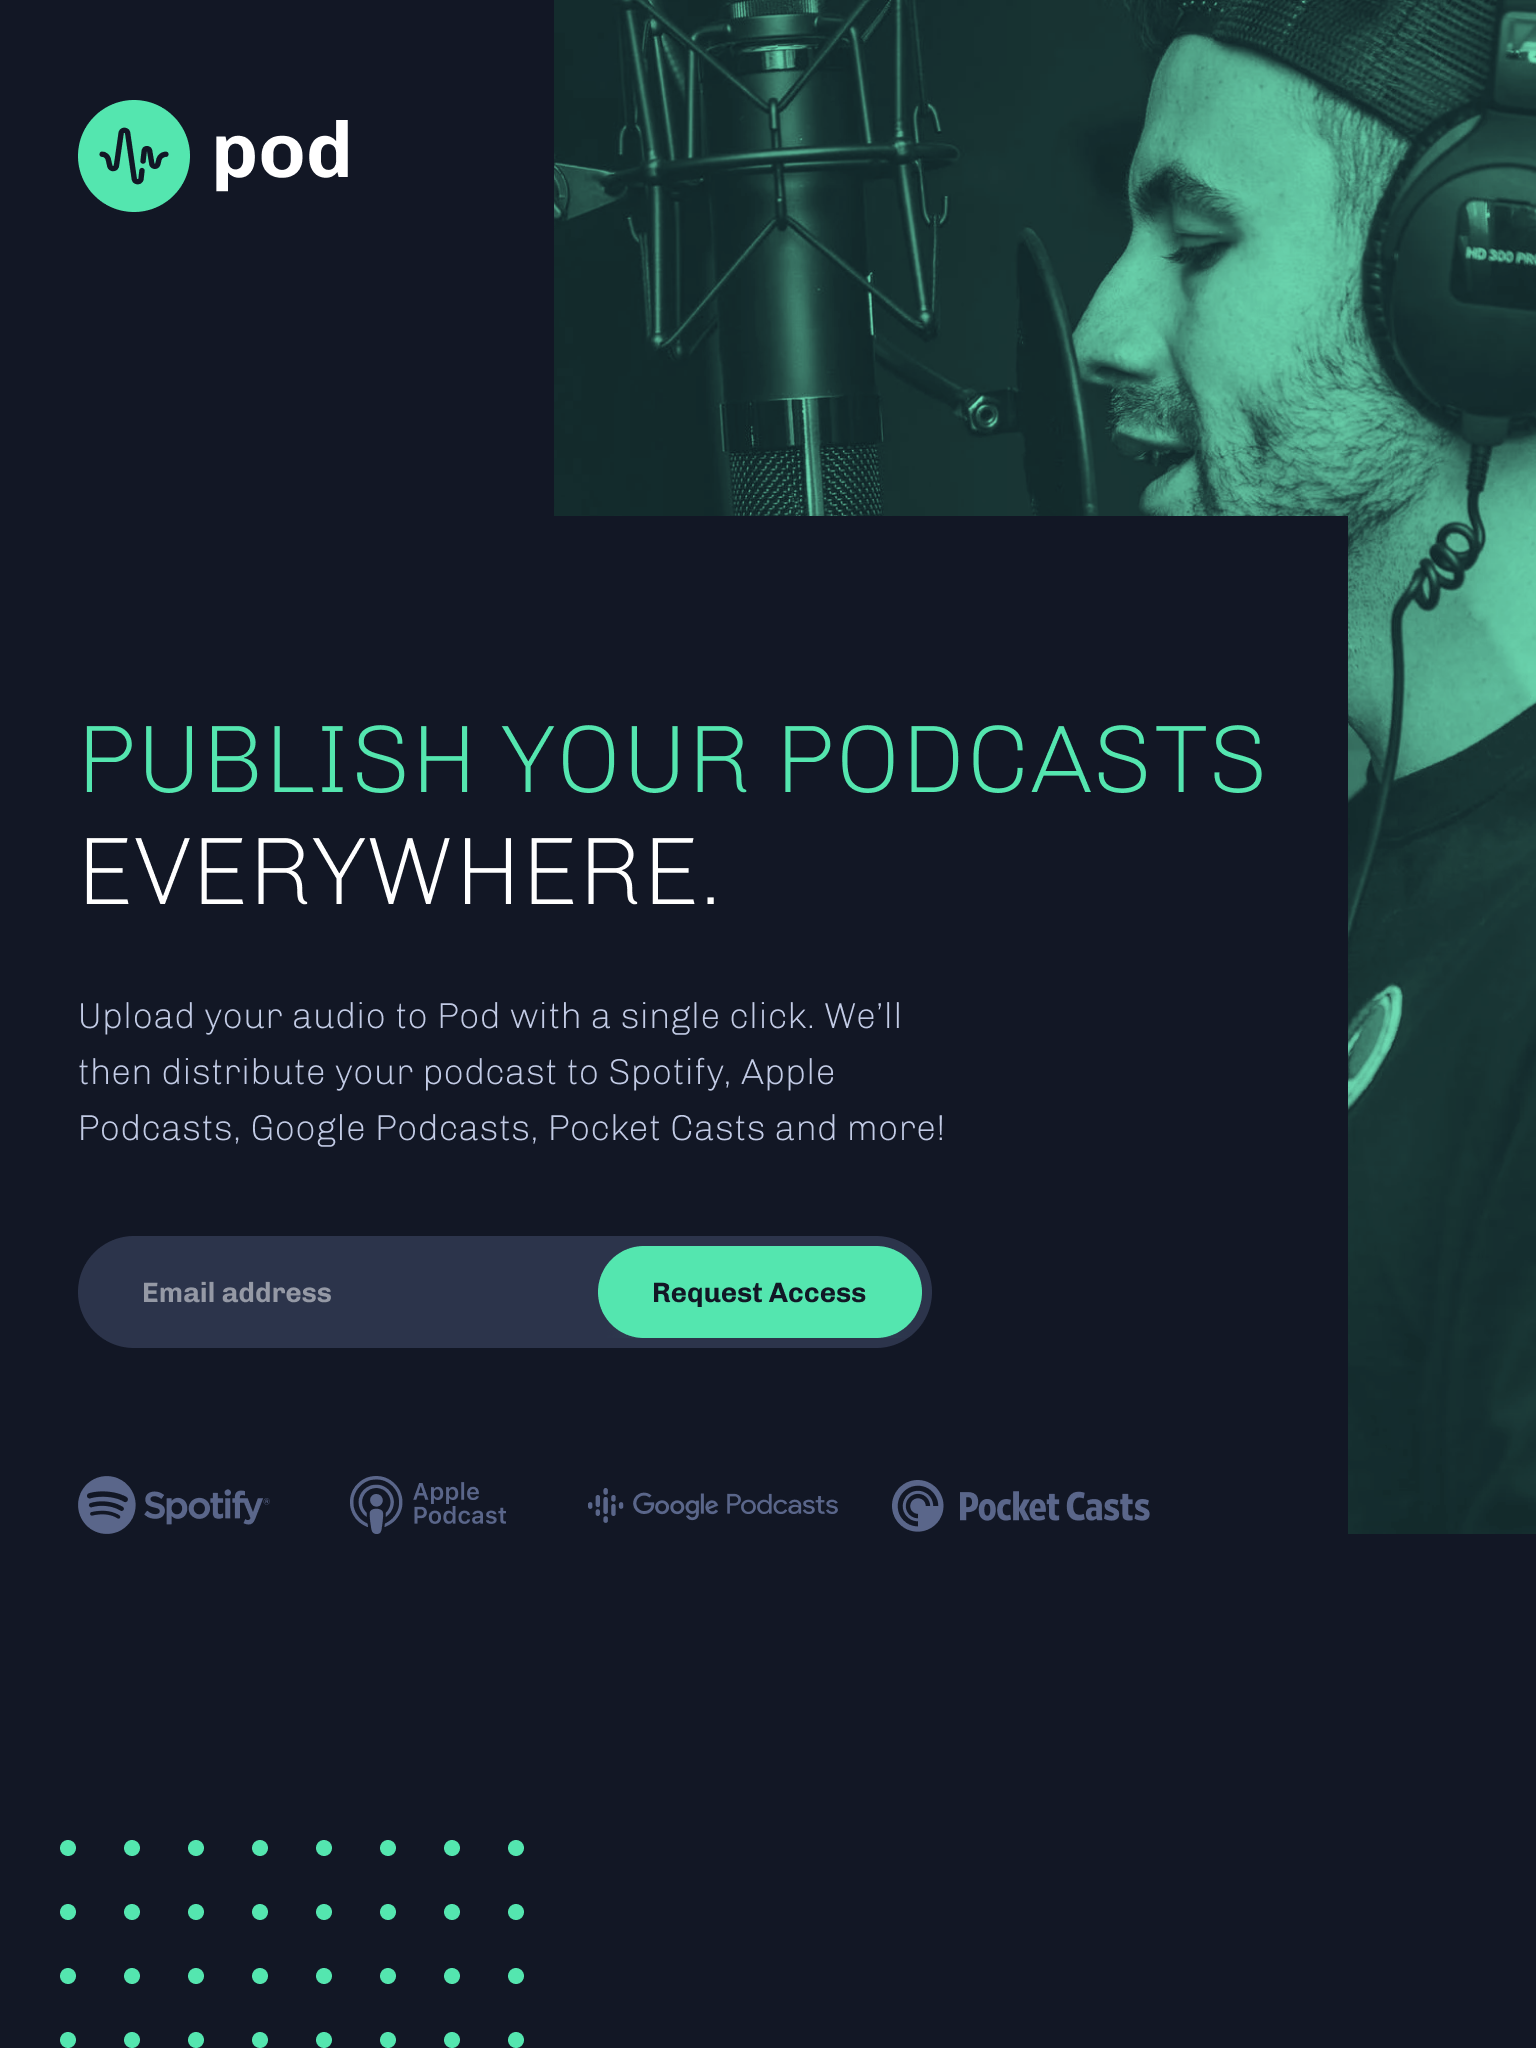 pod
HD 300 PR
PUBLISH YOUR PODCASTS
EVERYWHERE.
Upload your audio to Pod with a single click. We’ll
then distribute your podcast to Spotify, Apple
Podcasts, Google Podcasts, Pocket Casts and more!
Email address
Request Access
Spotify®
Apple
Podcast
Google Podcasts
Pocket Casts